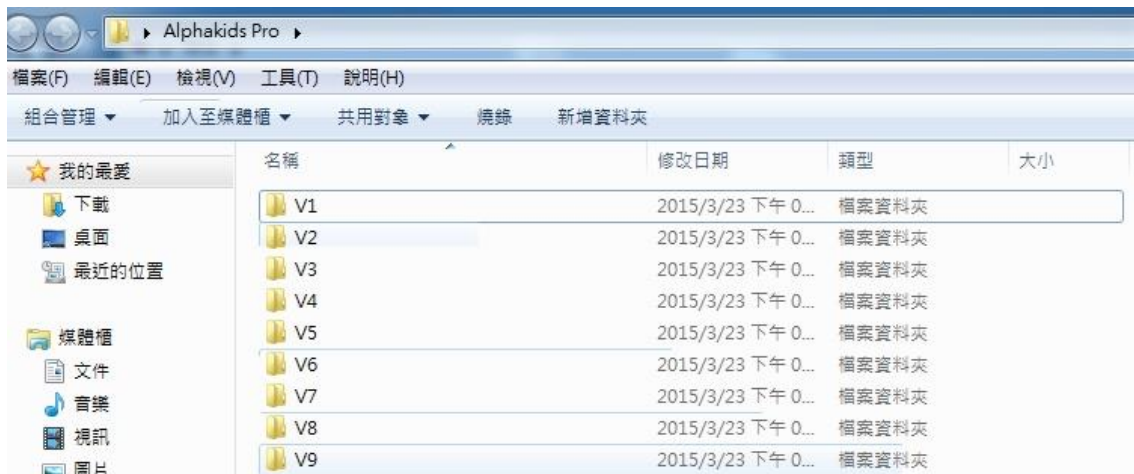 Alphakids Pro
檔案(F) 編輯(E) 檢視(V) 工具(T) 說明(H)
組合管理 加入至媒體櫃 共用對象 燒錄 新增資料夾
我的最愛
下載
桌面
最近的位置
媒體櫃
文件
音樂
視訊
圖片
名稱 修改日期 類型 大小
V1 2015/3/23 下午 0... 檔案資料夾
V2 2015/3/23 下午 0... 檔案資料夾
V3 2015/3/23 下午 0... 檔案資料夾
V4 2015/3/23 下午 0... 檔案資料夾
V5 2015/3/23 下午 0... 檔案資料夾
V6 2015/3/23 下午 0... 檔案資料夾
V7 2015/3/23 下午 0... 檔案資料夾
V8 2015/3/23 下午 0... 檔案資料夾
V9 2015/3/23 下午 0... 檔案資料夾